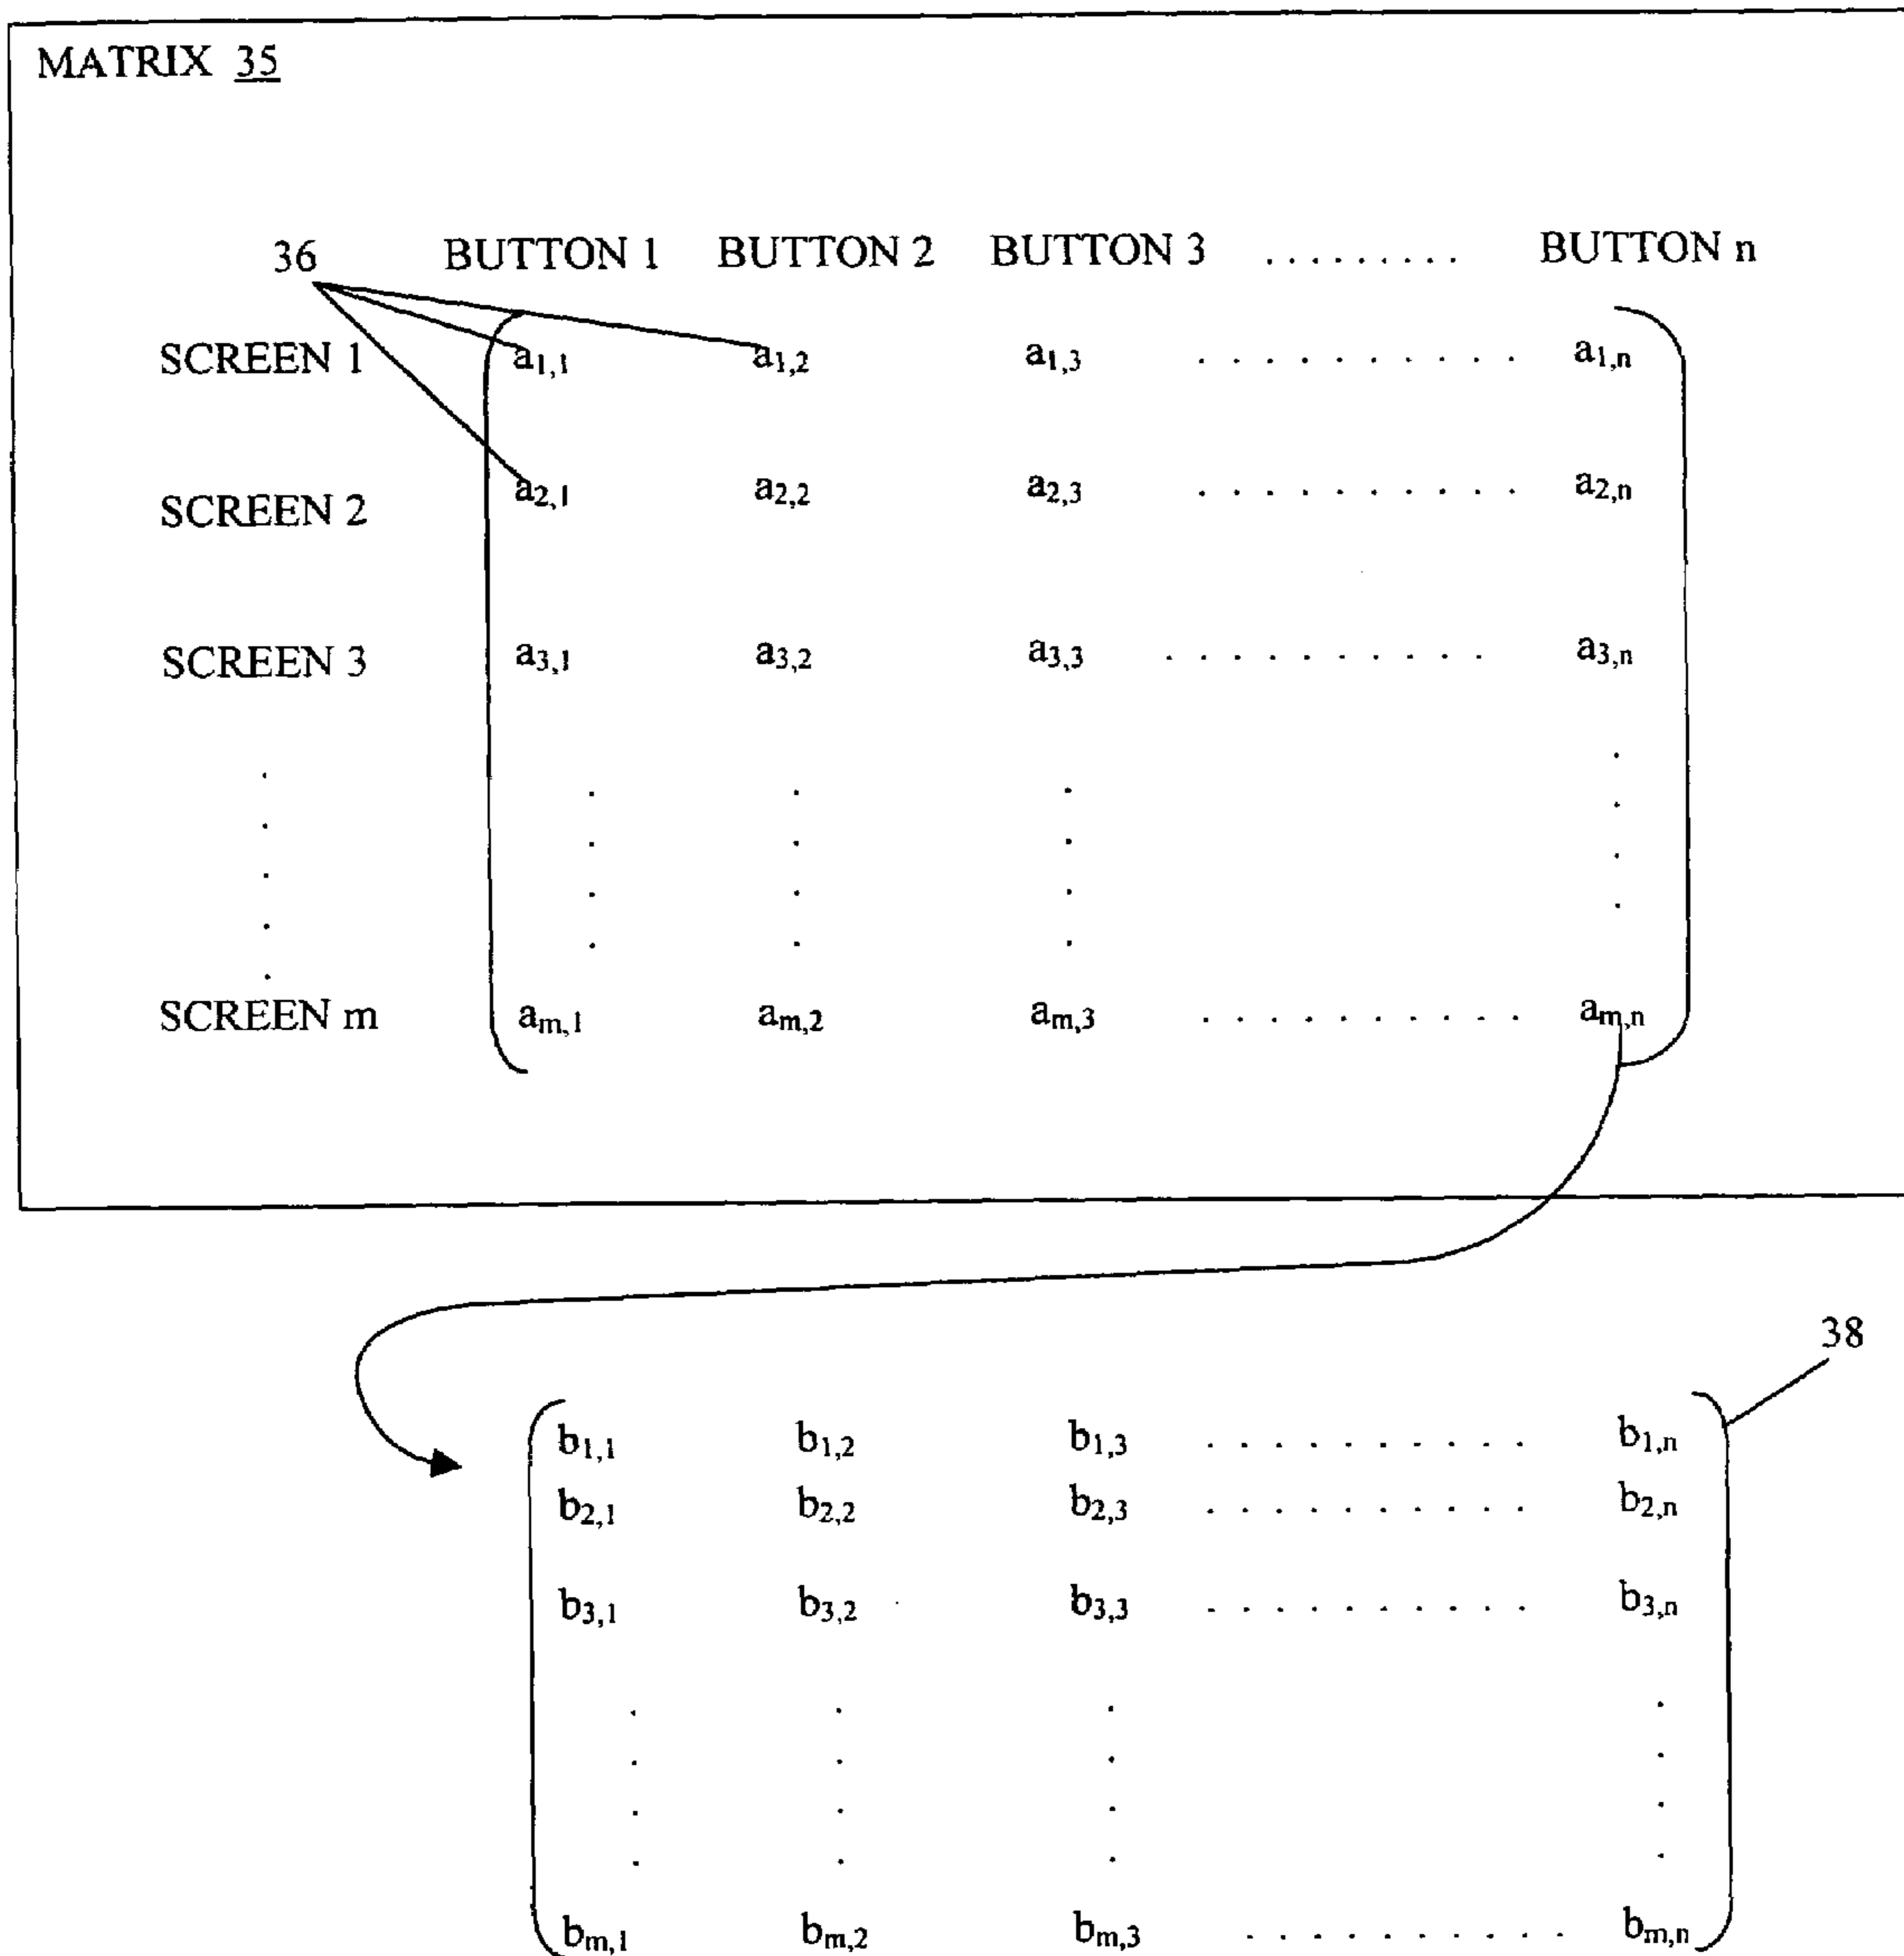 MATRIX 35
36 BUTTON 1 BUTTON 2 BUTTON 3 ......... BUTTON n
SCREEN 1 a1,1 a1,2 a1,3 .......... a1,n
SCREEN 2 a2,1 a2,2 a2,3 .......... a2,n
SCREEN 3 a3,1 a3,2 a3,3 .......... a3,n
SCREEN m am,1 am,2 am,3 .......... am,n
38
b1,1 b1,2 b1,3 .......... b1,n
b2,1 b2,2 b2,3 .......... b2,n
b3,1 b3,2 b3,3 .......... b3,n
bm,1 bm,2 bm,3 .......... bm,n